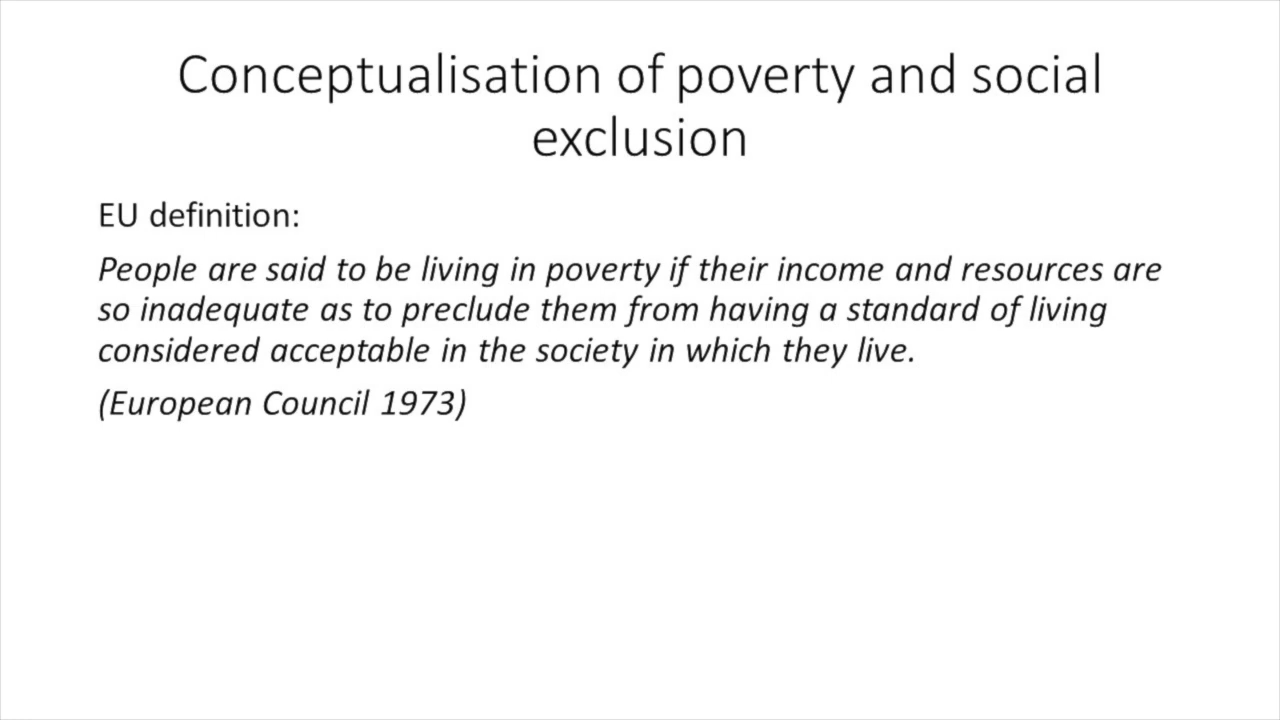 Conceptualisation of poverty and social
exclusion
EU definition:
People are said to be living in poverty if their income and resources are
so inadequate as to preclude them from having a standard of living
considered acceptable in the society in which they live.
(European Council 1973)